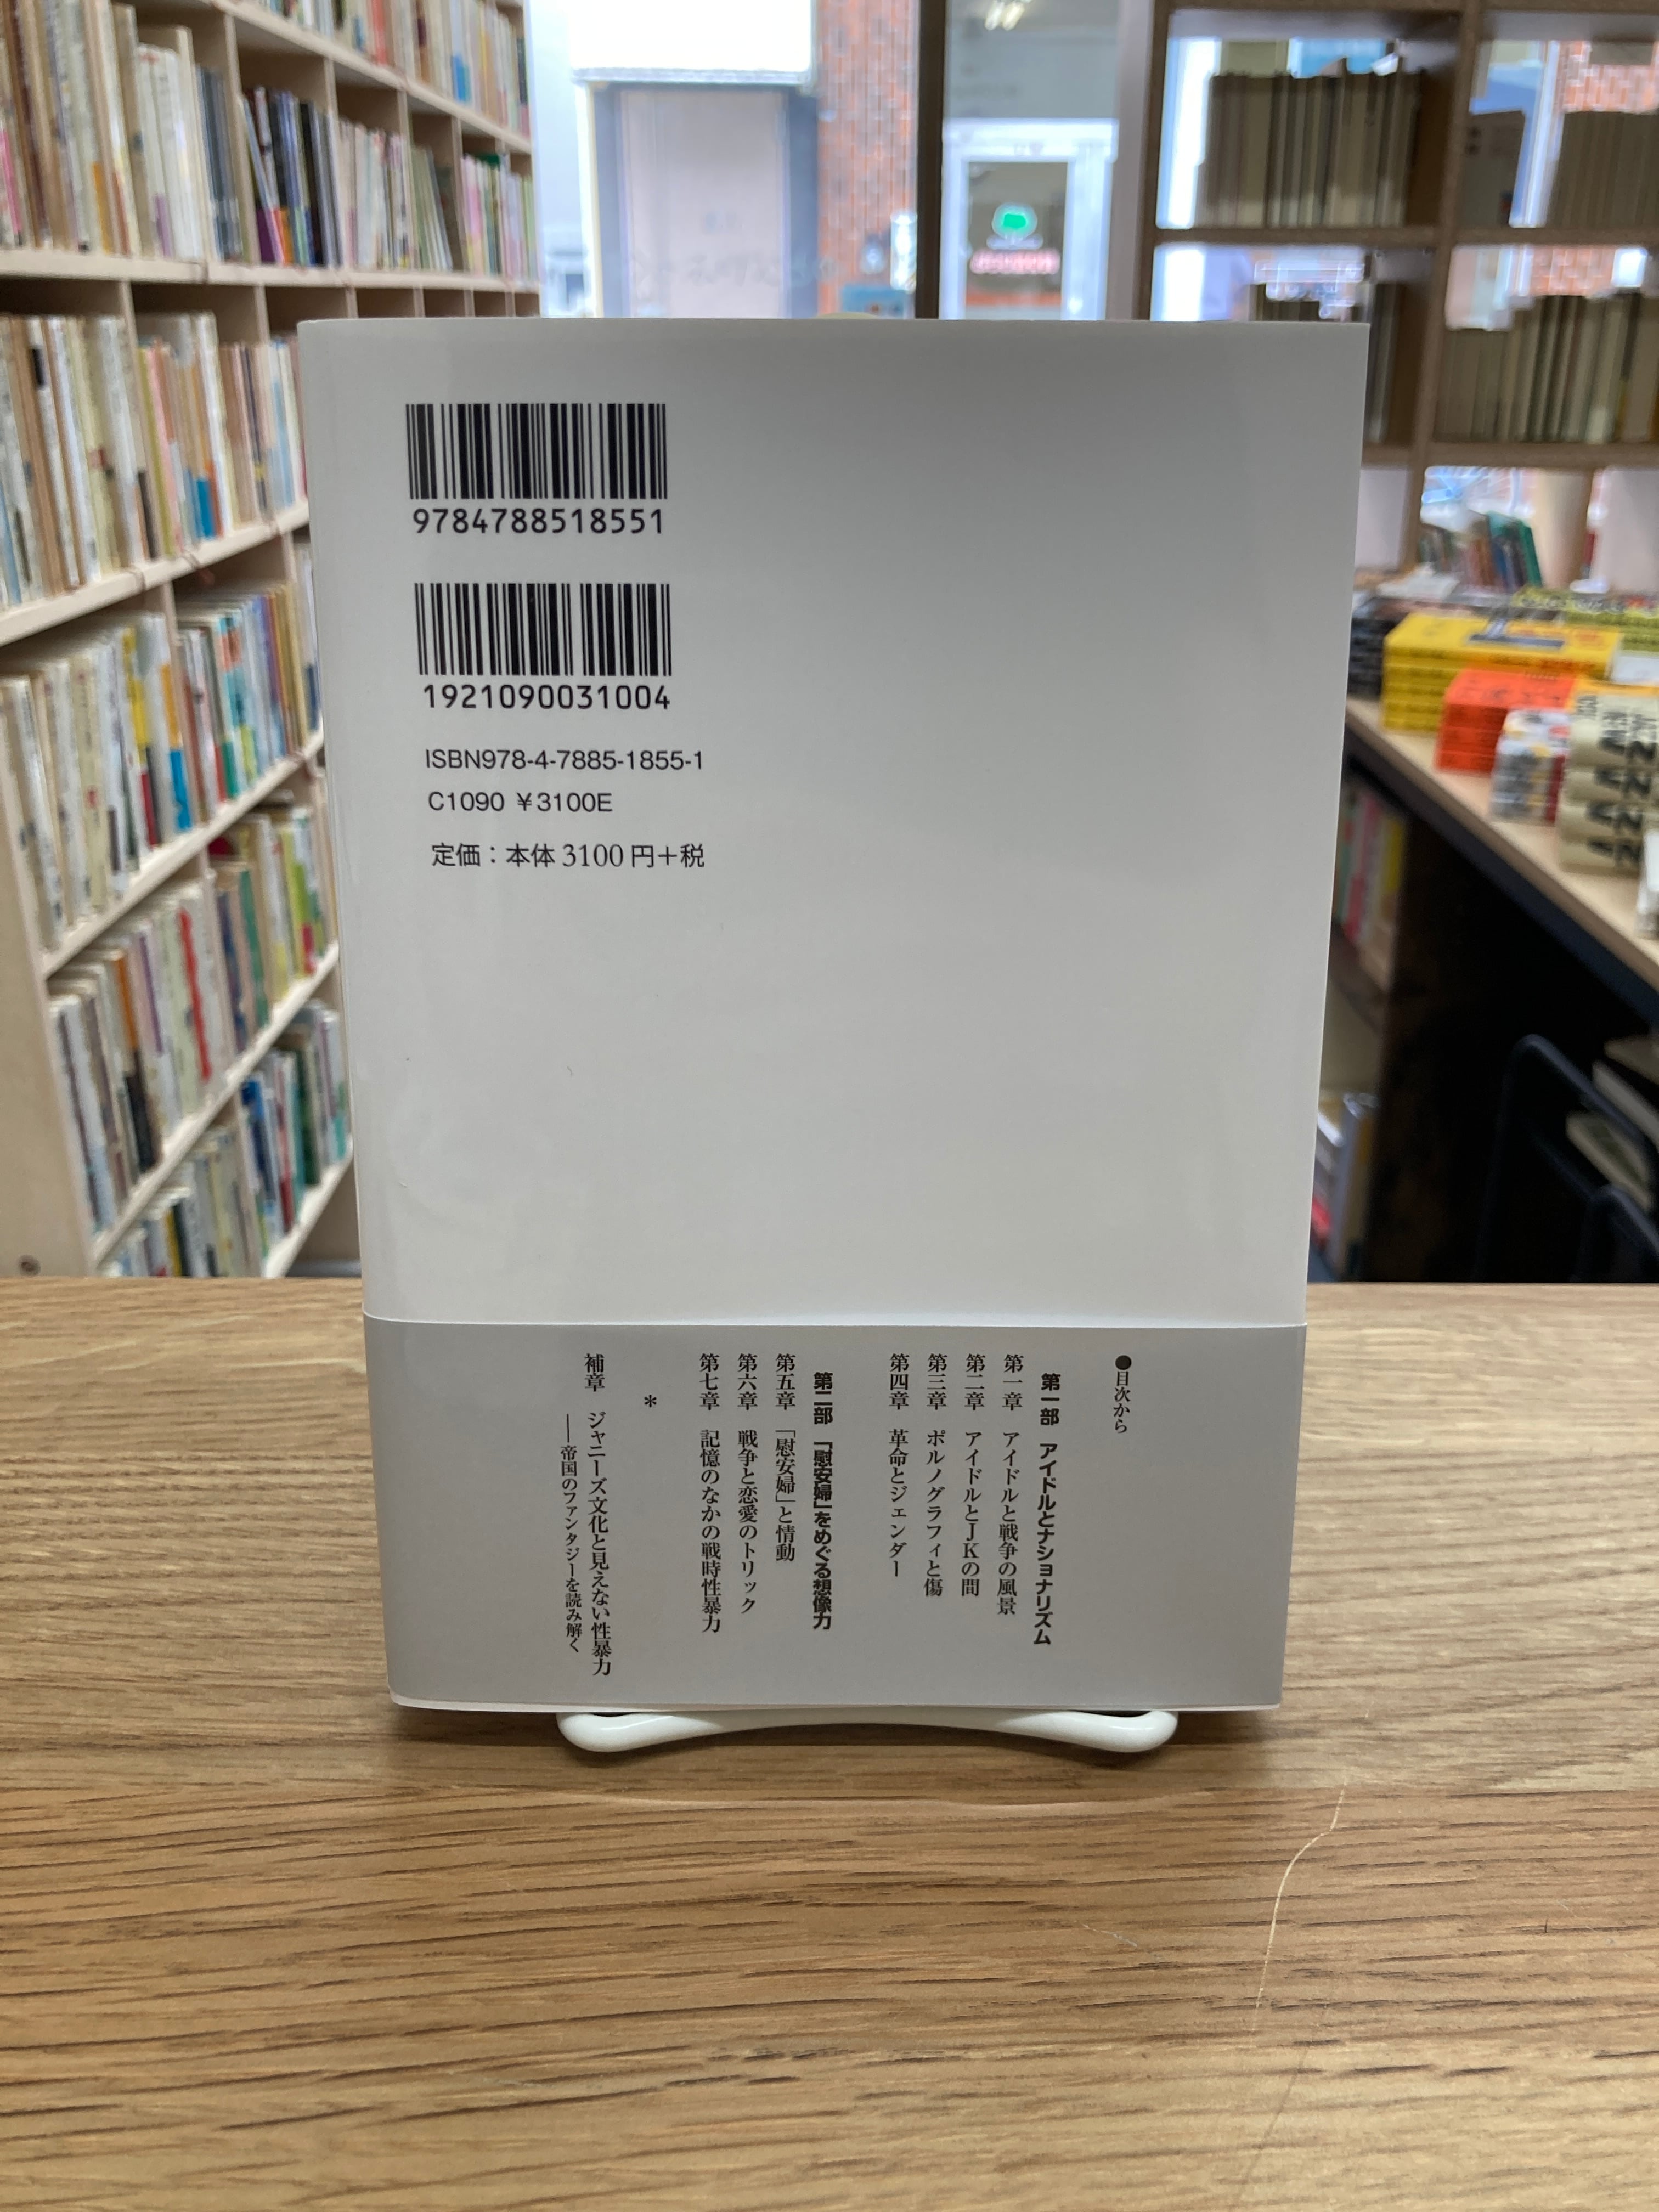 9784788518551
1921090031004
ISBN978-4-7885-1855-1
C1090 ￥3100E
定価：本体3100円＋税
●目次から
第一部 アイドルとナショナリズム
第一章 アイドルと戦争の風景
第二章 アイドルとJKの間
第三章 ポルノグラフィと傷
第四章 革命とジェンダー
第二部 「慰安婦」をめぐる想像力
第五章 「慰安婦」と情動
第六章 戦争と恋愛のトリック
第七章 記憶のなかの戦時性暴力
＊
補章 ジャニーズ文化と見えない性暴力
――帝国のファンタジーを読み解く